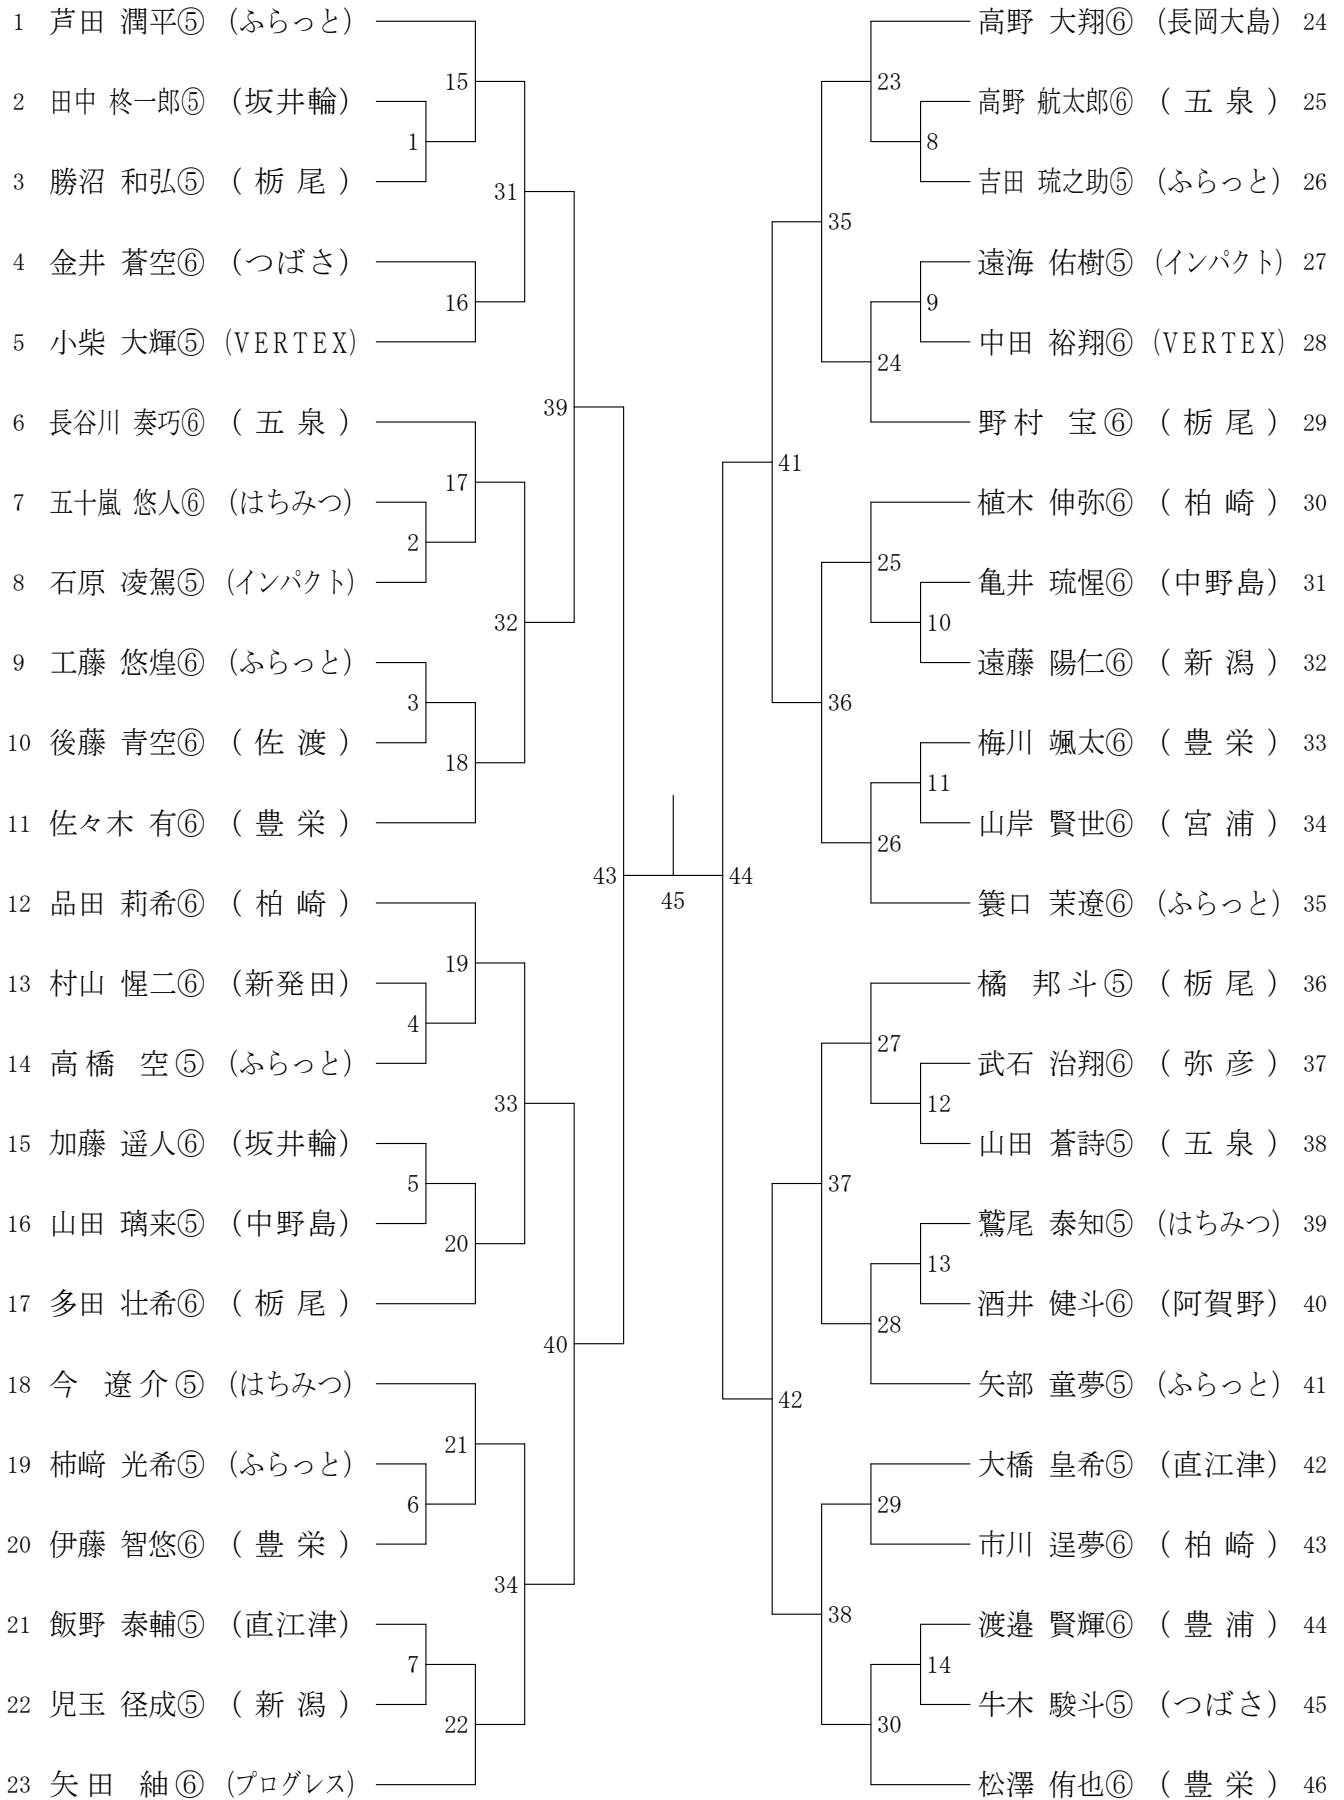 1 芦田 潤平⑤ (ふらっと)
2 田中 柊一郎⑤ (坂井輪)
3 勝沼 和弘⑤ ( 栃 尾 )
4 金井 蒼空⑥ (つばさ)
5 小柴 大輝⑤ (VERTEX)
6 長谷川 奏巧⑥ ( 五 泉 )
7 五十嵐 悠人⑥ (はちみつ)
8 石原 凌駕⑤ (インパクト)
9 工藤 悠煌⑥ (ふらっと)
10 後藤 青空⑥ ( 佐 渡 )
11 佐々木 有⑥ ( 豊 栄 )
12 品田 莉希⑥ ( 柏 崎 )
13 村山 惺二⑥ (新発田)
14 高橋 空⑤ (ふらっと)
15 加藤 遥人⑥ (坂井輪)
16 山田 璃来⑤ (中野島)
17 多田 壮希⑥ ( 栃 尾 )
18 今 遼介⑤ (はちみつ)
19 柿﨑 光希⑤ (ふらっと)
20 伊藤 智悠⑥ ( 豊 栄 )
21 飯野 泰輔⑤ (直江津)
22 児玉 径成⑤ ( 新 潟 )
23 矢田 紬⑥ (プログレス)
15
1
31
16
39
17
2
32
3
18
43
19
4
33
5
20
40
21
6
34
7
22
45
44
23
8
35
9
24
41
25
10
36
11
26
27
12
37
13
28
42
29
38
14
30
高野 大翔⑥ (長岡大島) 24
高野 航太郎⑥ ( 五 泉 ) 25
吉田 琉之助⑤ (ふらっと) 26
遠海 佑樹⑤ (インパクト) 27
中田 裕翔⑥ (VERTEX) 28
野村 宝⑥ ( 栃 尾 ) 29
植木 伸弥⑥ ( 柏 崎 ) 30
亀井 琉惺⑥ (中野島) 31
遠藤 陽仁⑥ ( 新 潟 ) 32
梅川 颯太⑥ ( 豊 栄 ) 33
山岸 賢世⑥ ( 宮 浦 ) 34
簑口 茉遼⑥ (ふらっと) 35
橘 邦斗⑤ ( 栃 尾 ) 36
武石 治翔⑥ ( 弥 彦 ) 37
山田 蒼詩⑤ ( 五 泉 ) 38
鷲尾 泰知⑤ (はちみつ) 39
酒井 健斗⑥ (阿賀野) 40
矢部 童夢⑤ (ふらっと) 41
大橋 皇希⑤ (直江津) 42
市川 逞夢⑥ ( 柏 崎 ) 43
渡邉 賢輝⑥ ( 豊 浦 ) 44
牛木 駿斗⑤ (つばさ) 45
松澤 侑也⑥ ( 豊 栄 ) 46